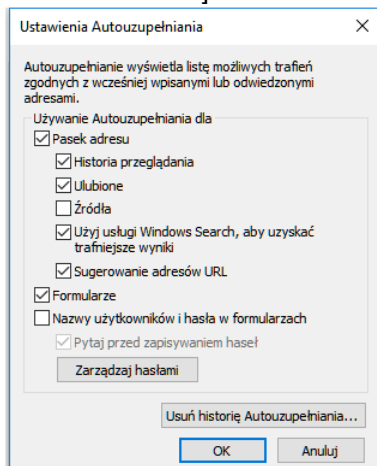 Ustawienia Autouzupełniania
Autouzupełnianie wyświetla listę możliwych trafień
zgodnych z wcześniej wpisanymi lub odwiedzonymi
adresami.
Używanie Autouzupełniania dla
Pasek adresu
Historia przeglądania
Ulubione
Źródła
Użyj usługi Windows Search, aby uzyskać
trafniejsze wyniki
Sugerowanie adresów URL
Formularze
Nazwy użytkowników i hasła w formularzach
Pytaj przed zapisywaniem haseł
Zarządzaj hasłami
Usuń historię Autouzupełniania...
OK Anuluj